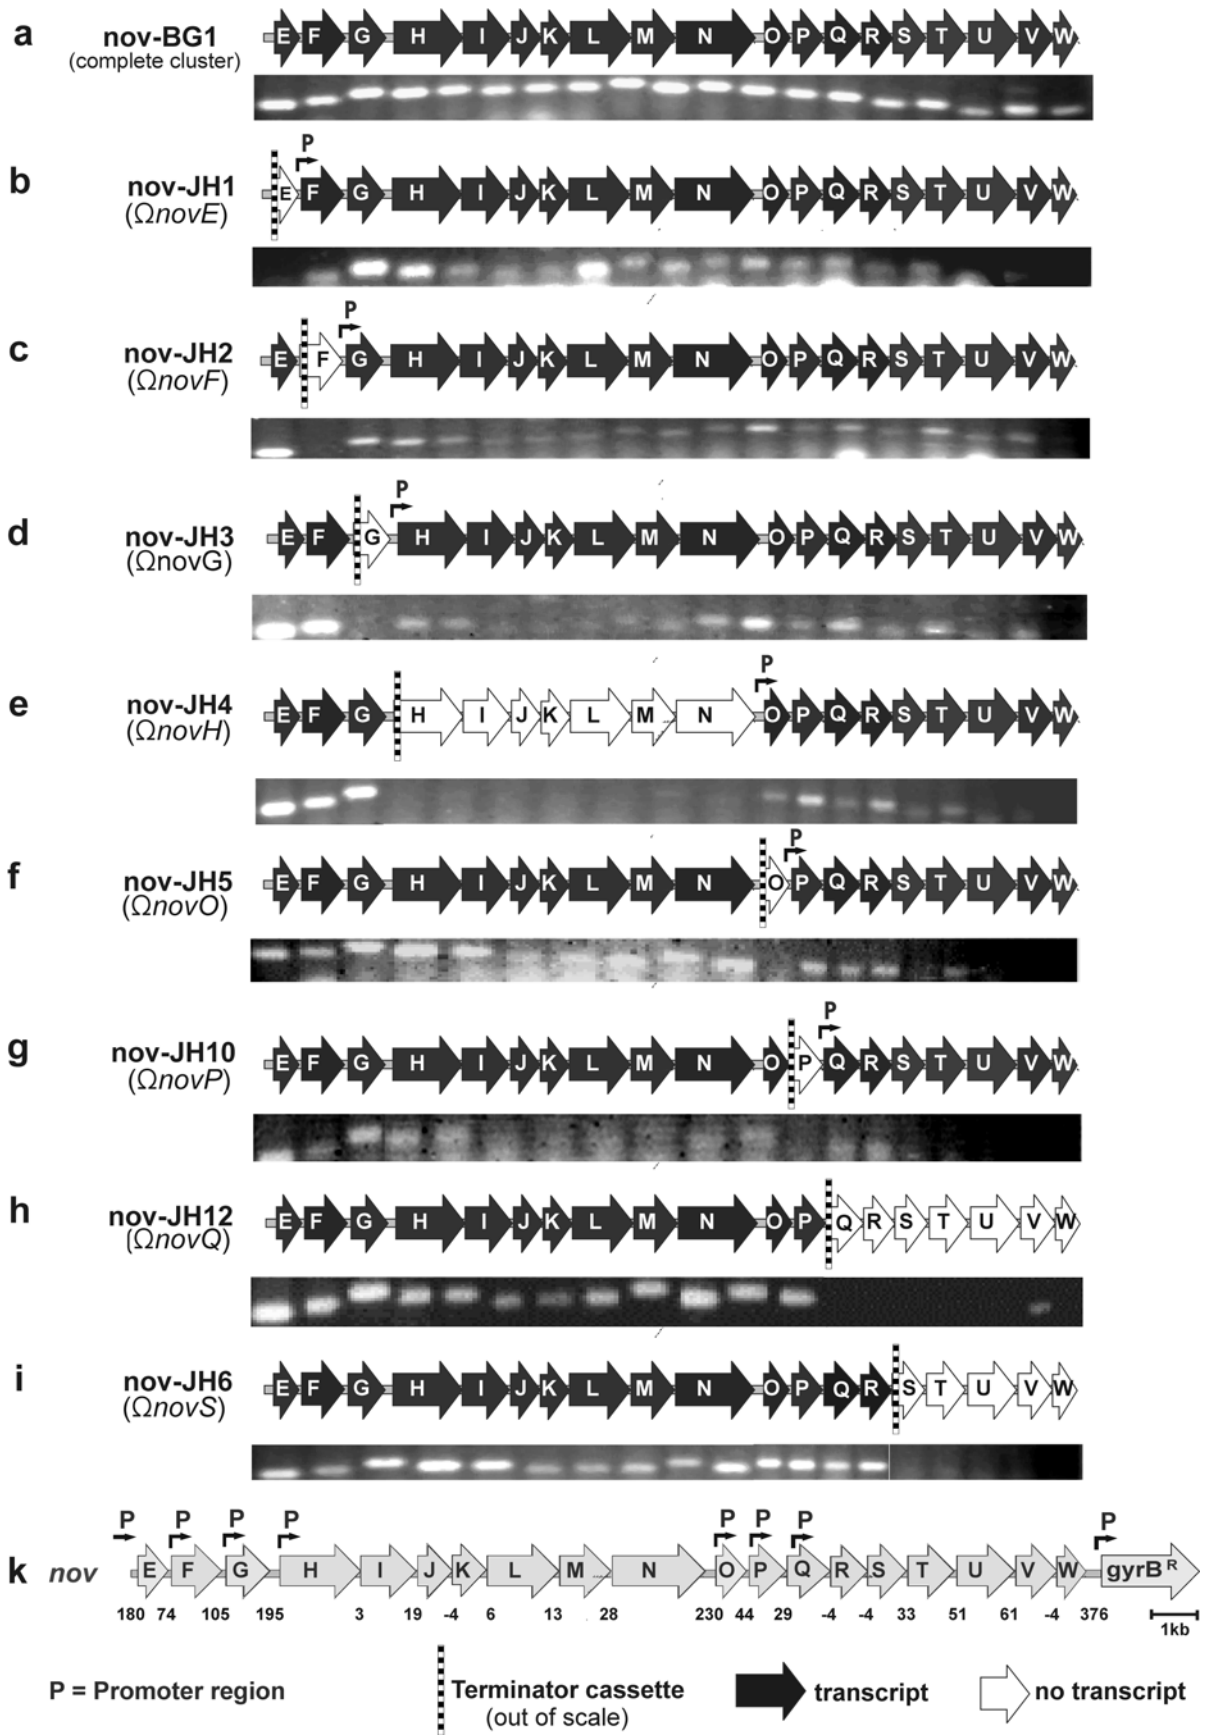 a
nov-BG1
(complete cluster)
E F G H I J K L M N O P Q R S T U V W
P
b
nov-JH1
(ΩnovE)
E F G H I J K L M N O P Q R S T U V W
P
c
nov-JH2
(ΩnovF)
E F G H I J K L M N O P Q R S T U V W
P
d
nov-JH3
(ΩnovG)
E F G H I J K L M N O P Q R S T U V W
P
e
nov-JH4
(ΩnovH)
E F G H I J K L M N O P Q R S T U V W
P
f
nov-JH5
(ΩnovO)
E F G H I J K L M N O P Q R S T U V W
P
g
nov-JH10
(ΩnovP)
E F G H I J K L M N O P Q R S T U V W
h
nov-JH12
(ΩnovQ)
E F G H I J K L M N O P Q R S T U V W
i
nov-JH6
(ΩnovS)
E F G H I J K L M N O P Q R S T U V W
P P P P P P P P
k nov E F G H I J K L M N O P Q R S T U V W gyrB R
180 74 105 195 3 19 -4 6 13 28 230 44 29 -4 -4 33 51 61 -4 376
1kb
P = Promoter region
Terminator cassette
(out of scale)
transcript
no transcript